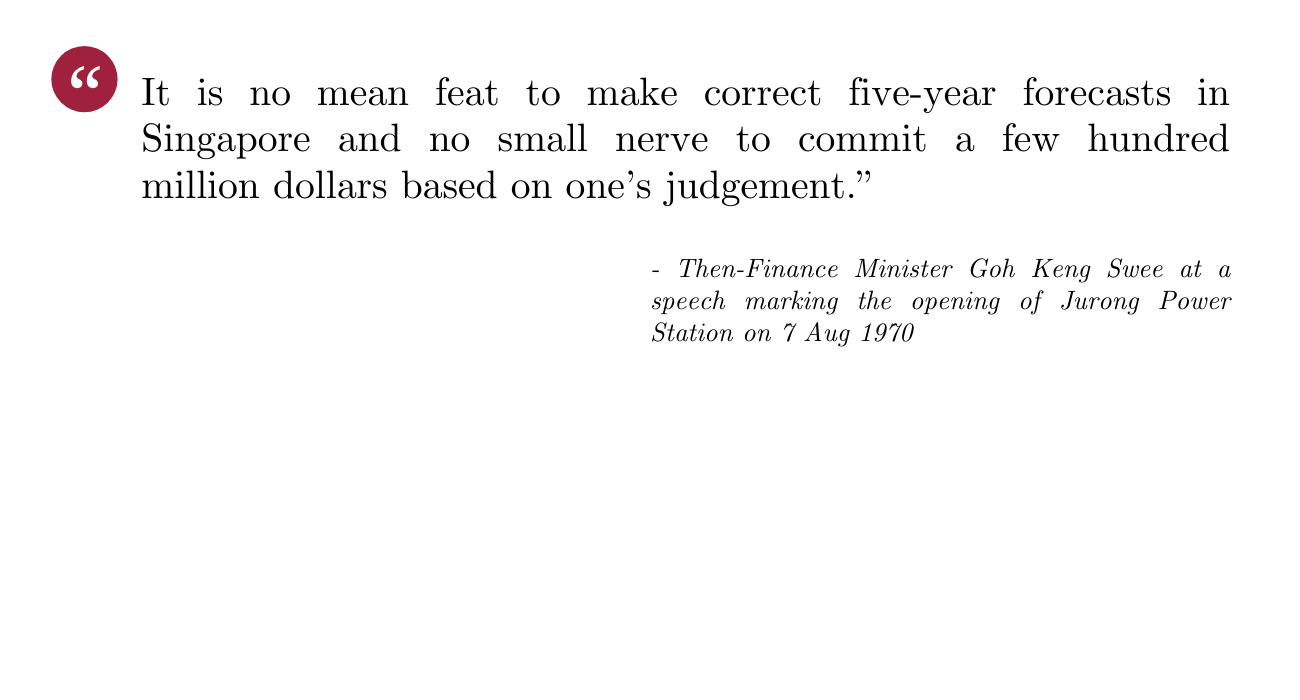 “ It is no mean feat to make correct five-year forecasts in
Singapore and no small nerve to commit a few hundred
million dollars based on one’s judgement.”
- Then-Finance Minister Goh Keng Swee at a
speech marking the opening of Jurong Power
Station on 7 Aug 1970